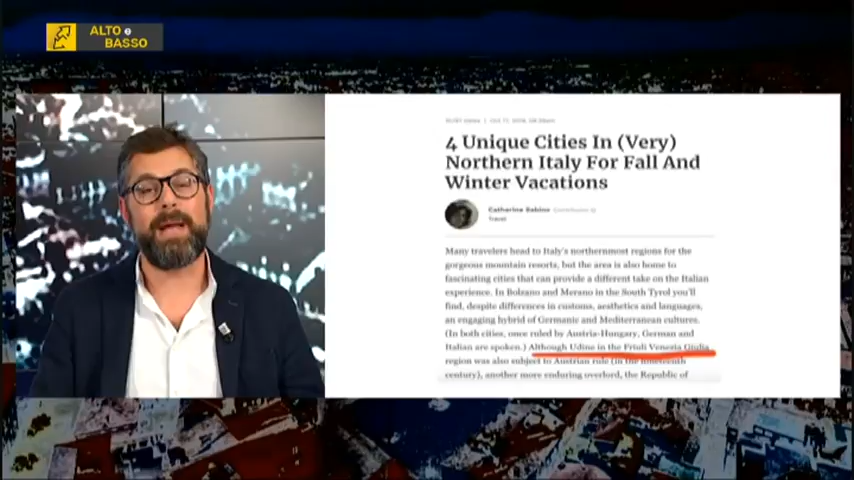 ALTO e
BASSO
4 Unique Cities In (Very)
Northern Italy For Fall And
Winter Vacations
Catherine Sabino
Travel
Many travelers head to Italy's northernmost regions for the
gorgeous mountain resorts, but the area is also home to
fascinating cities that can provide a different take on the Italian
experience. In Bolzano and Merano in the South Tyrol you'll
find, despite differences in customs, aesthetics and languages,
an engaging hybrid of Germanic and Mediterranean cultures.
(In both cities, once ruled by Austria-Hungary, German and
Italian are spoken.) Although Udine in the Friuli Venezia Giulia
region was also subject to Austrian rule (in the nineteenth
century), another more enduring overlord, the Republic of